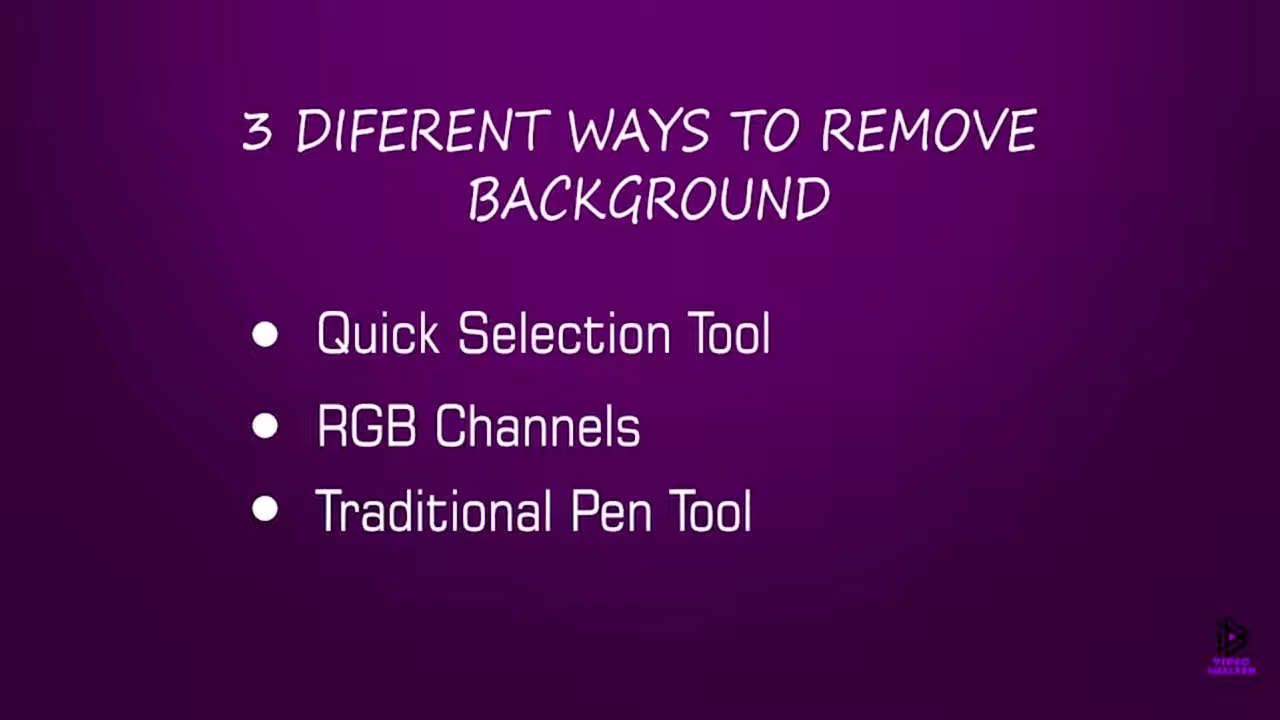 3 DIFERENT WAYS TO REMOVE
BACKGROUND
Quick Selection Tool
RGB Channels
Traditional Pen Tool